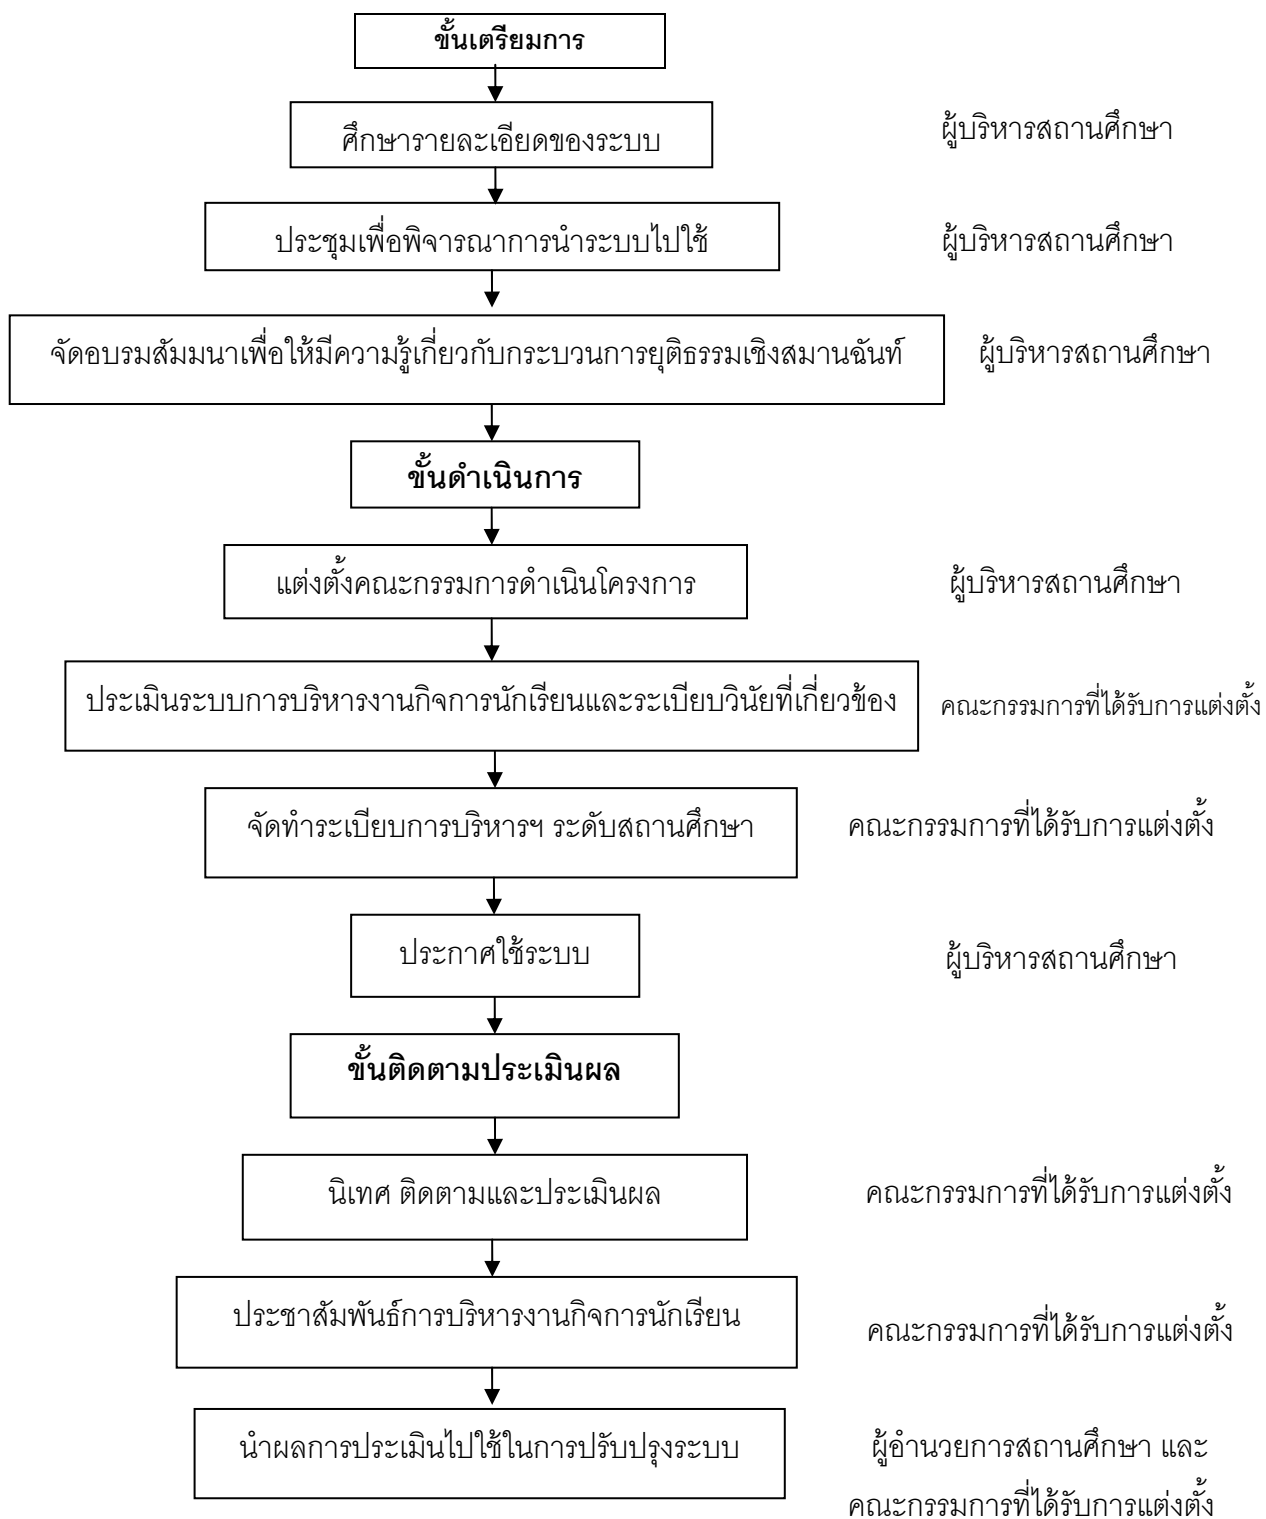 ขั้นเตรียมการ
ศึกษารายละเอียดของระบบ
ผู้บริหารสถานศึกษา
ประชุมเพื่อพิจารณาการนำระบบไปใช้
ผู้บริหารสถานศึกษา
จัดอบรมสัมมนาเพื่อให้มีความรู้เกี่ยวกับกระบวนการยุติธรรมเชิงสมานฉันท์
ผู้บริหารสถานศึกษา
ขั้นดำเนินการ
แต่งตั้งคณะกรรมการดำเนินโครงการ
ผู้บริหารสถานศึกษา
ประเมินระบบการบริหารงานกิจการนักเรียนและระเบียบวินัยที่เกี่ยวข้อง
คณะกรรมการที่ได้รับการแต่งตั้ง
จัดทำระเบียบการบริหารฯ ระดับสถานศึกษา
คณะกรรมการที่ได้รับการแต่งตั้ง
ประกาศใช้ระบบ
ผู้บริหารสถานศึกษา
ขั้นติดตามประเมินผล
นิเทศ ติดตามและประเมินผล
คณะกรรมการที่ได้รับการแต่งตั้ง
ประชาสัมพันธ์การบริหารงานกิจการนักเรียน
คณะกรรมการที่ได้รับการแต่งตั้ง
นำผลการประเมินไปใช้ในการปรับปรุงระบบ
ผู้อำนวยการสถานศึกษา และ
คณะกรรมการที่ได้รับการแต่งตั้ง